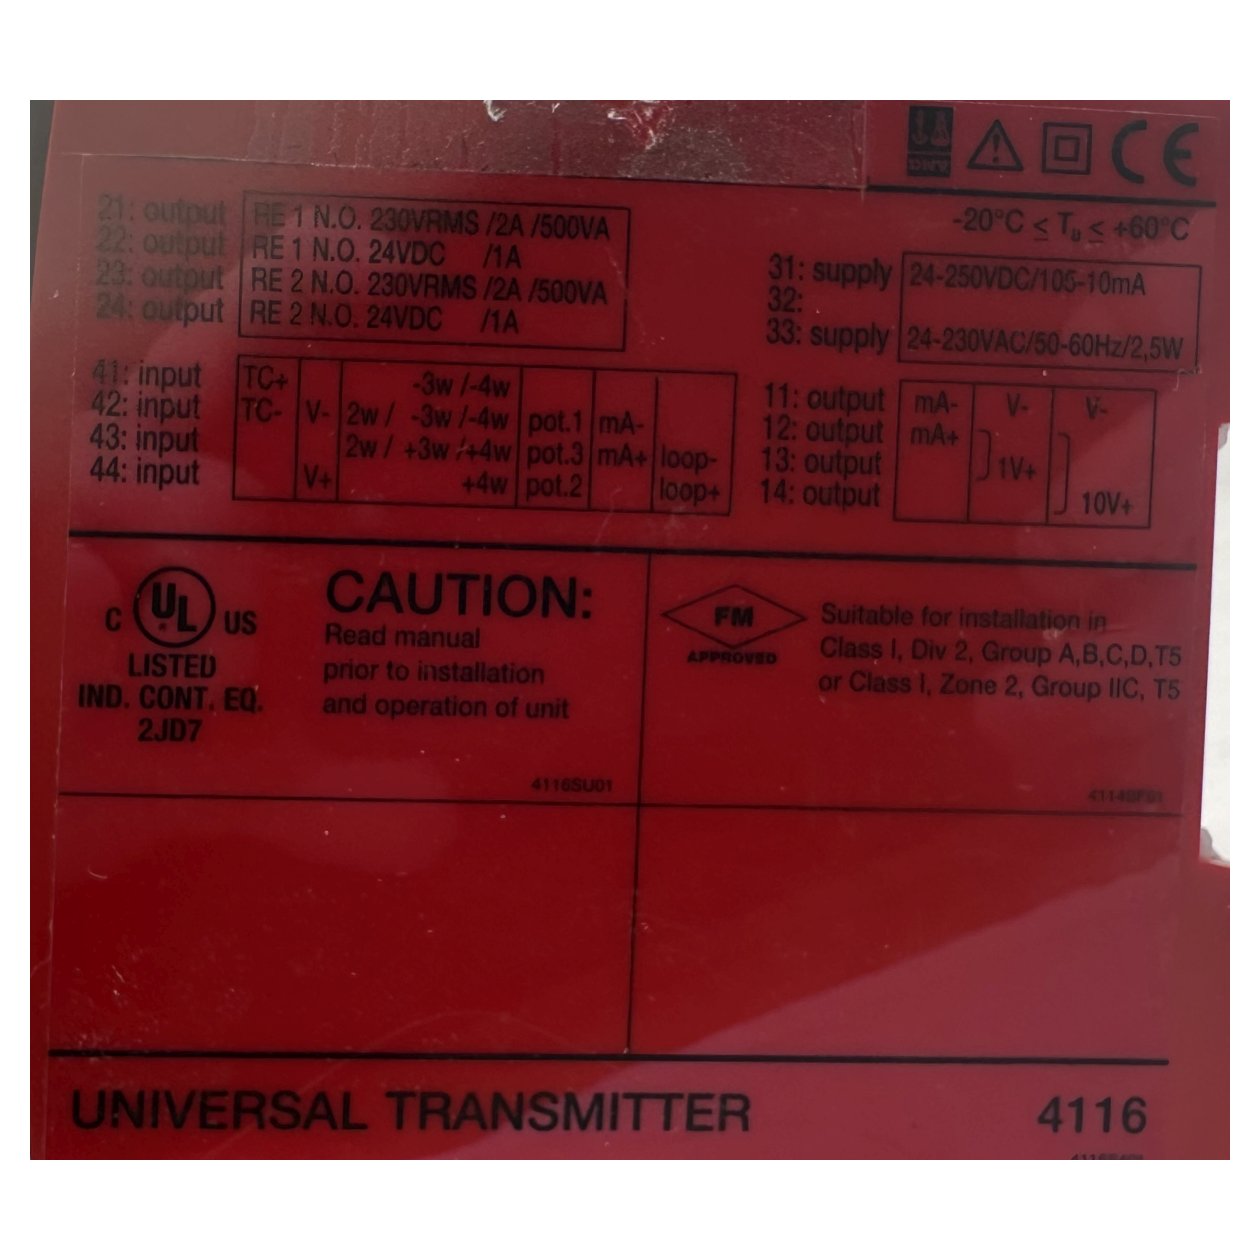 CE
-20°C ≤ Ta ≤ +60°C
21: output RE 1 N.O. 230VRMS /2A /500VA
22: output RE 1 N.O. 24VDC /1A
23: output RE 2 N.O. 230VRMS /2A /500VA
24: output RE 2 N.O. 24VDC /1A
31: supply 24-250VDC/105-10mA
32:
33: supply 24-230VAC/50-60Hz/2,5W
41: input TC+ -3w /-4w
42: input TC- V- 2w / -3w /-4w pot.1 mA-
43: input 2w / +3w /+4w pot.3 mA+ loop-
44: input V+ +4w pot.2 loop+
11: output mA- V- V-
12: output mA+
13: output 1V+
14: output 10V+
C UL US
LISTED
IND. CONT. EQ.
2JD7
CAUTION:
Read manual
prior to installation
and operation of unit
4116SU01
FM
APPROVED
Suitable for installation in
Class I, Div 2, Group A,B,C,D,T5
or Class I, Zone 2, Group IIC, T5
UNIVERSAL TRANSMITTER 4116